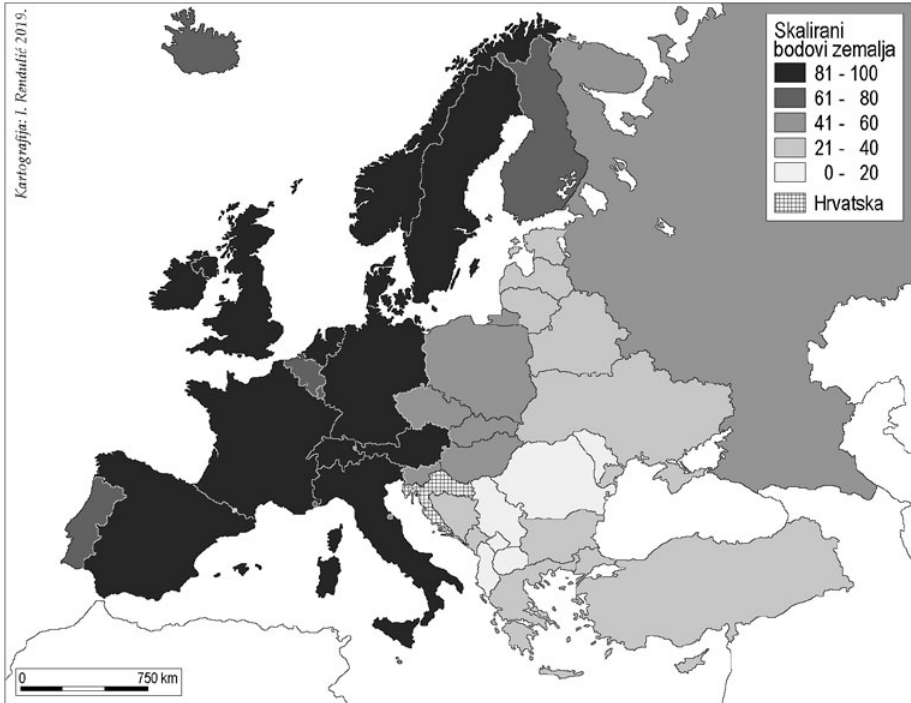 Kartografija: I. Rendulić 2019.
Skalirani
bodovi zemalja
81 - 100
61 - 80
41 - 60
21 - 40
0 - 20
Hrvatska
0 750 km